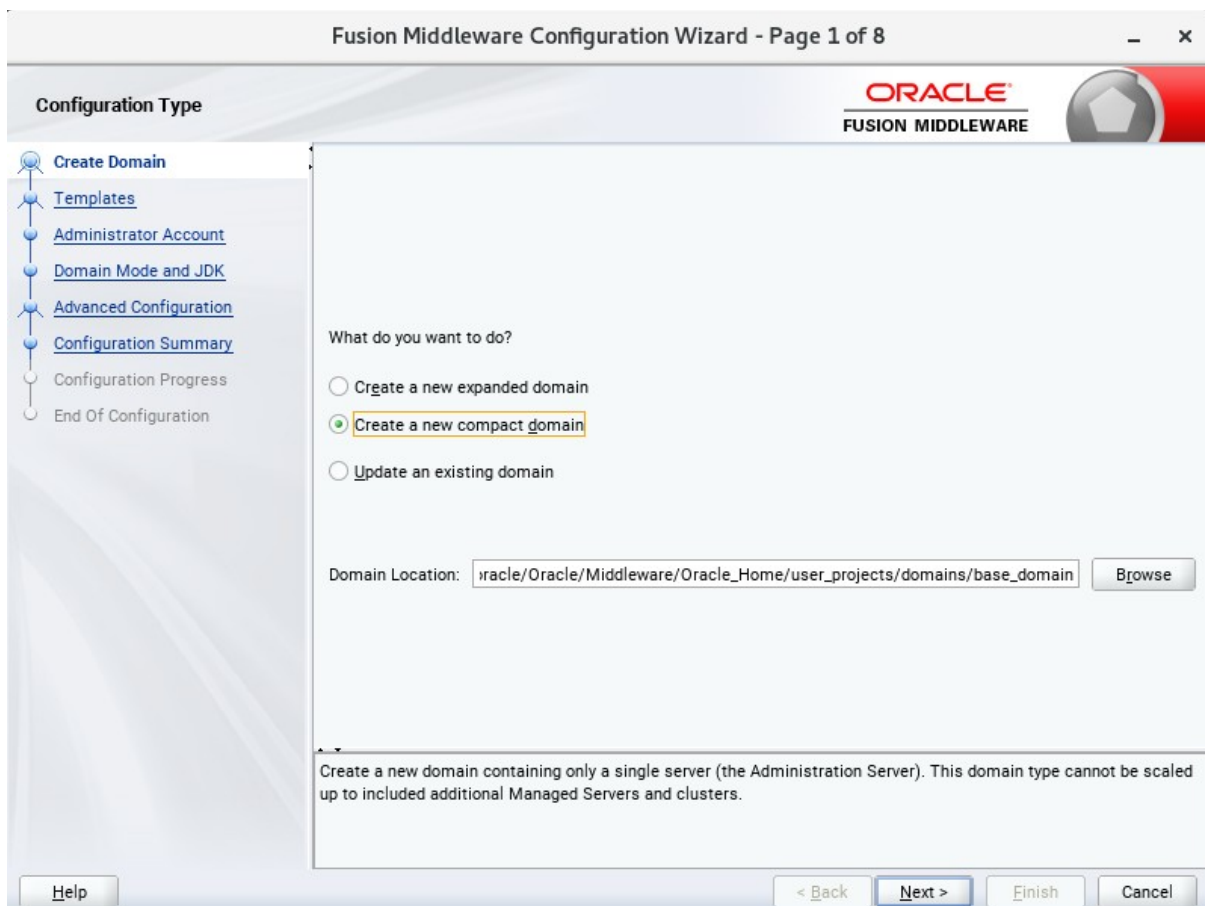 Fusion Middleware Configuration Wizard - Page 1 of 8
Configuration Type
ORACLE
FUSION MIDDLEWARE
Create Domain
Templates
Administrator Account
Domain Mode and JDK
Advanced Configuration
Configuration Summary
Configuration Progress
End Of Configuration
What do you want to do?
Create a new expanded domain
Create a new compact domain
Update an existing domain
Domain Location: racle/Oracle/Middleware/Oracle_Home/user_projects/domains/base_domain Browse
Create a new domain containing only a single server (the Administration Server). This domain type cannot be scaled
up to included additional Managed Servers and clusters.
Help < Back Next > Finish Cancel